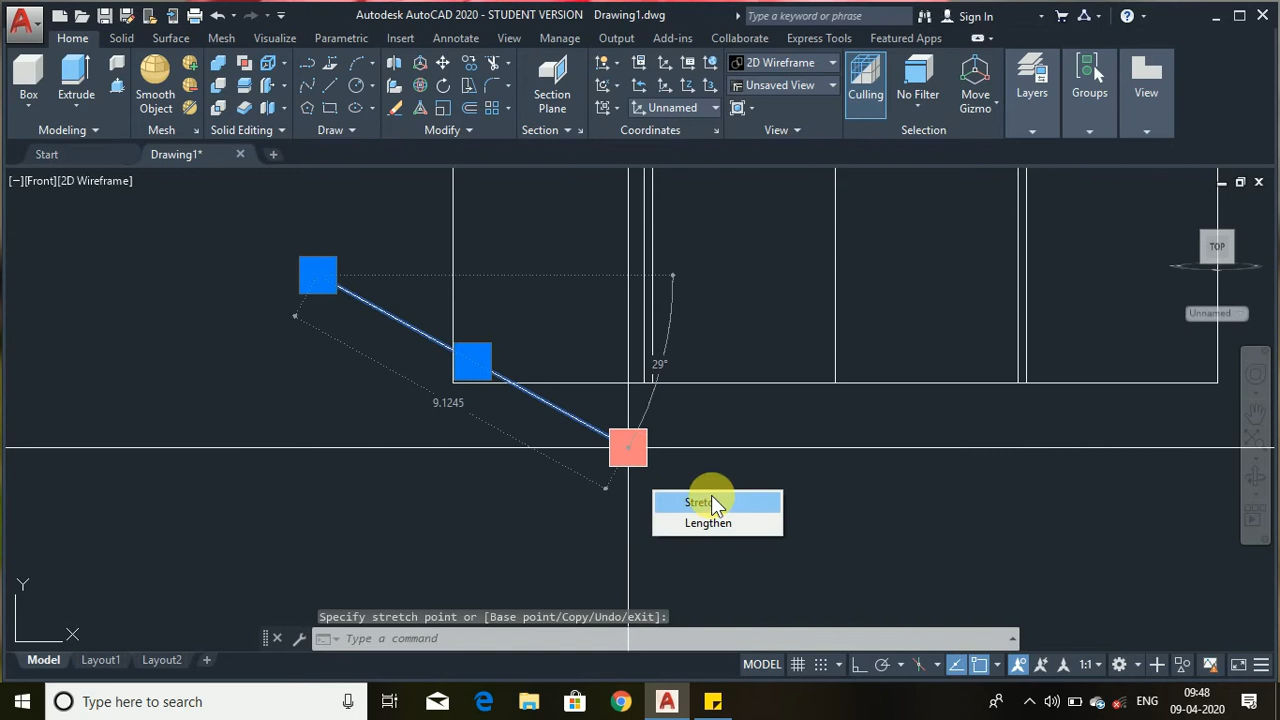 Autodesk AutoCAD 2020 - STUDENT VERSION Drawing1.dwg
Type a keyword or phrase
Sign In
Home Solid Surface Mesh Visualize Parametric Insert Annotate View Manage Output Add-ins Collaborate Express Tools Featured Apps
2D Wireframe
Unsaved View
Unnamed
Box Extrude Smooth Object Section Plane Culling No Filter Move Gizmo Layers Groups View
Modeling Mesh Solid Editing Draw Modify Section Coordinates View Selection
Start Drawing1*
[−][Front][2D Wireframe]
TOP
Unnamed
29°
9.1245
Stretch
Lengthen
Y
X
Specify stretch point or [Base point/Copy/Undo/eXit]:
Type a command
Model Layout1 Layout2
MODEL 1:1
Type here to search
ENG
09:48
09-04-2020